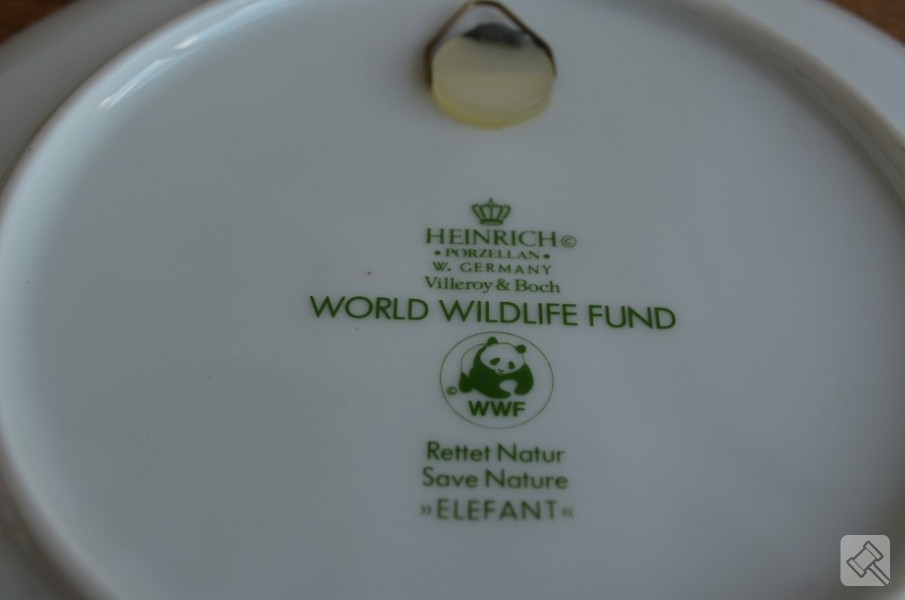 HEINRICH©
•PORZELLAN•
W. GERMANY
Villeroy & Boch
WORLD WILDLIFE FUND
©
WWF
Rettet Natur
Save Nature
»ELEFANT«